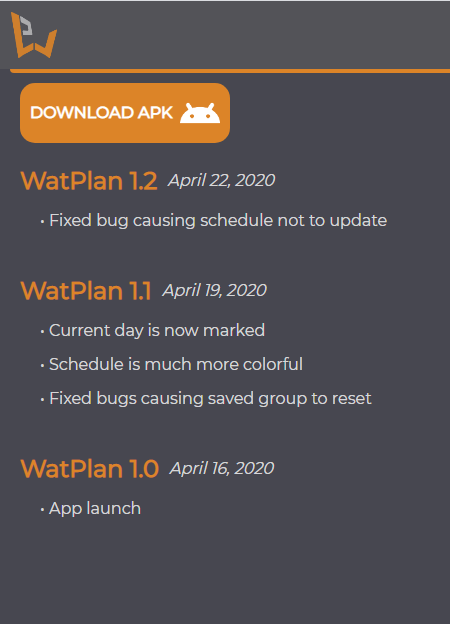 DOWNLOAD APK
WatPlan 1.2 April 22, 2020
• Fixed bug causing schedule not to update
WatPlan 1.1 April 19, 2020
• Current day is now marked
• Schedule is much more colorful
• Fixed bugs causing saved group to reset
WatPlan 1.0 April 16, 2020
• App launch